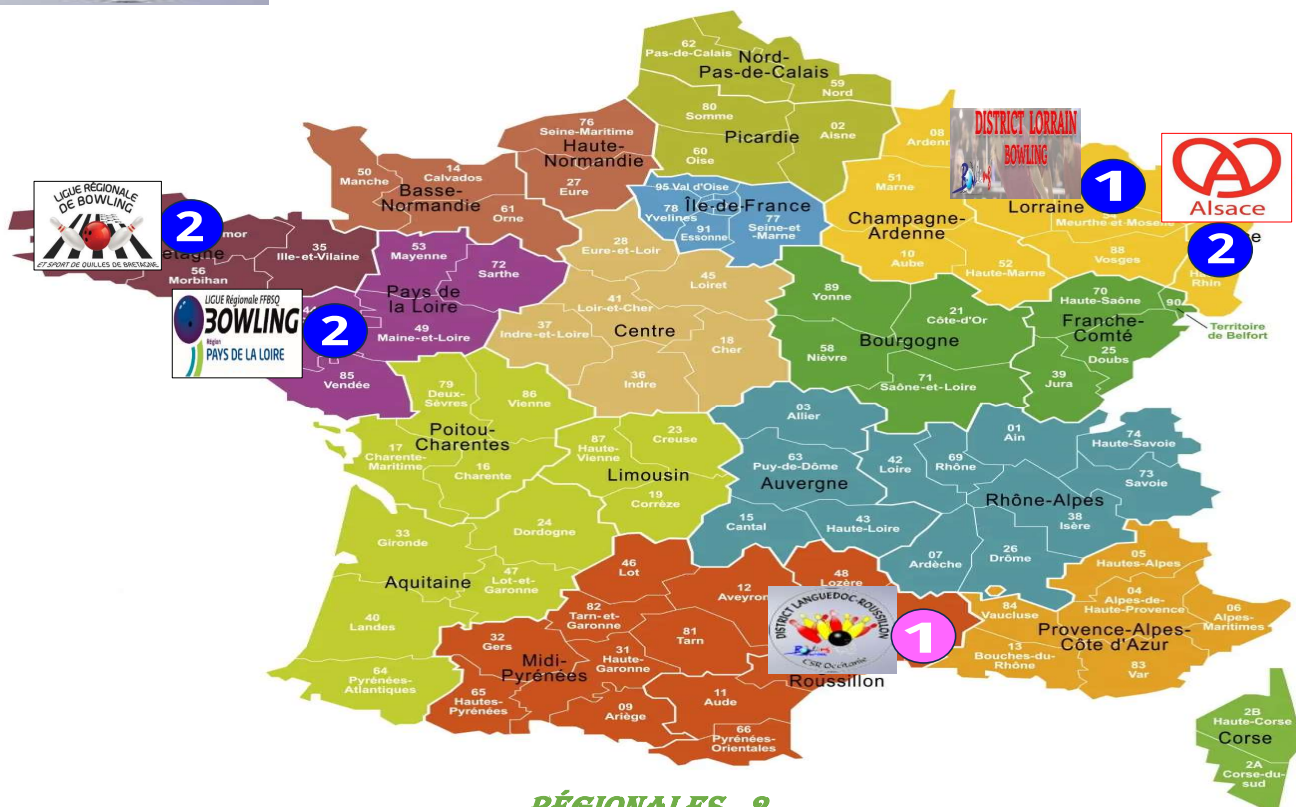 62
Pas-de-Calais
Nord-
Pas-de-Calais
59
Nord
80
Somme
Picardie
02
Aisne
60
Oise
76
Seine-Maritime
Haute-
Normandie
27
Eure
50
Manche
14
Calvados
Basse-
Normandie
61
Orne
95 Val d'Oise
Île-de-France
78
Yvelines
91
Essonne
77
Seine-et
-Marne
08
51
Marne
Champagne-
Ardenne
10
Aube
52
Haute-Marne
DISTRICT LORRAIN
BOWLING
1
Lorraine
Meurthe-et-Moselle
88
Vosges
Alsace
2
Rhin
LIGUE RÉGIONALE
DE BOWLING
ET SPORT DE QUILLES DE BRETAGNE
2
35
Ille-et-Vilaine
56
Morbihan
53
Mayenne
72
Sarthe
Pays de
la Loire
LIGUE Régionale FFBSQ
BOWLING
Région
PAYS DE LA LOIRE
2
49
Maine-et-Loire
85
Vendée
28
Eure-et-Loir
45
Loiret
41
Loir-et-Cher
37
Indre-et-Loire
Centre
18
Cher
36
Indre
89
Yonne
21
Côte-d'Or
Bourgogne
58
Nièvre
71
Saône-et-Loire
70
Haute-Saône
90
Territoire
de Belfort
Franche-
Comté
25
Doubs
39
Jura
79
Deux-
Sèvres
86
Vienne
Poitou-
Charentes
17
Charente-
Maritime
16
Charente
23
Creuse
87
Haute-
Vienne
Limousin
19
Corrèze
03
Allier
63
Puy-de-Dôme
Auvergne
15
Cantal
43
Haute-Loire
42
Loire
69
Rhône
01
Ain
74
Haute-Savoie
73
Savoie
Rhône-Alpes
38
Isère
07
Ardèche
26
Drôme
33
Gironde
24
Dordogne
Aquitaine
47
Lot-et-
Garonne
40
Landes
64
Pyrénées-
Atlantiques
46
Lot
12
Aveyron
48
Lozère
82
Tarn-et-
Garonne
81
Tarn
32
Gers
Midi-
Pyrénées
31
Haute-
Garonne
65
Hautes-
Pyrénées
09
Ariège
DISTRICT LANGUEDOC-ROUSSILLON
CSR Occitanie
1
Roussillon
11
Aude
66
Pyrénées-
Orientales
05
Hautes-Alpes
04
Alpes-de-
Haute-Provence
06
Alpes-
Maritimes
84
Vaucluse
Provence-Alpes-
Côte d'Azur
13
Bouches-du-
Rhône
83
Var
2B
Haute-Corse
Corse
2A
Corse-du-
sud
RÉGIONALES 2